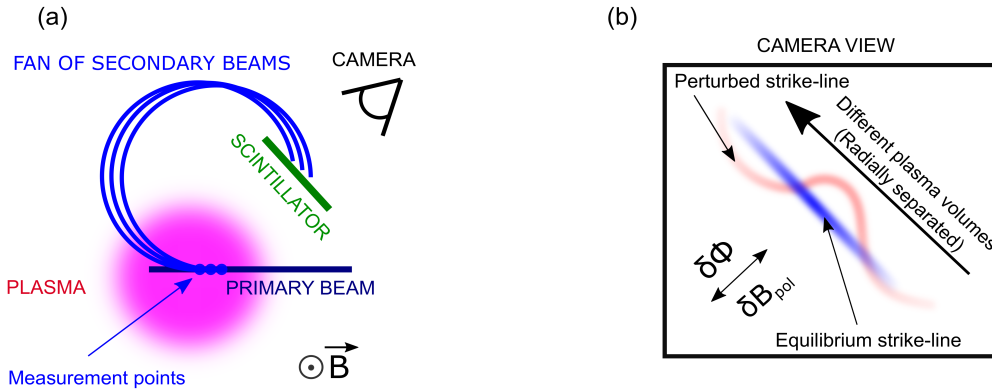 (a)
FAN OF SECONDARY BEAMS
CAMERA
SCINTILLATOR
PLASMA
PRIMARY BEAM
Measurement points
B
(b)
CAMERA VIEW
Perturbed strike-line
Different plasma volumes
(Radially separated)
δΦ
δB_pol
Equilibrium strike-line